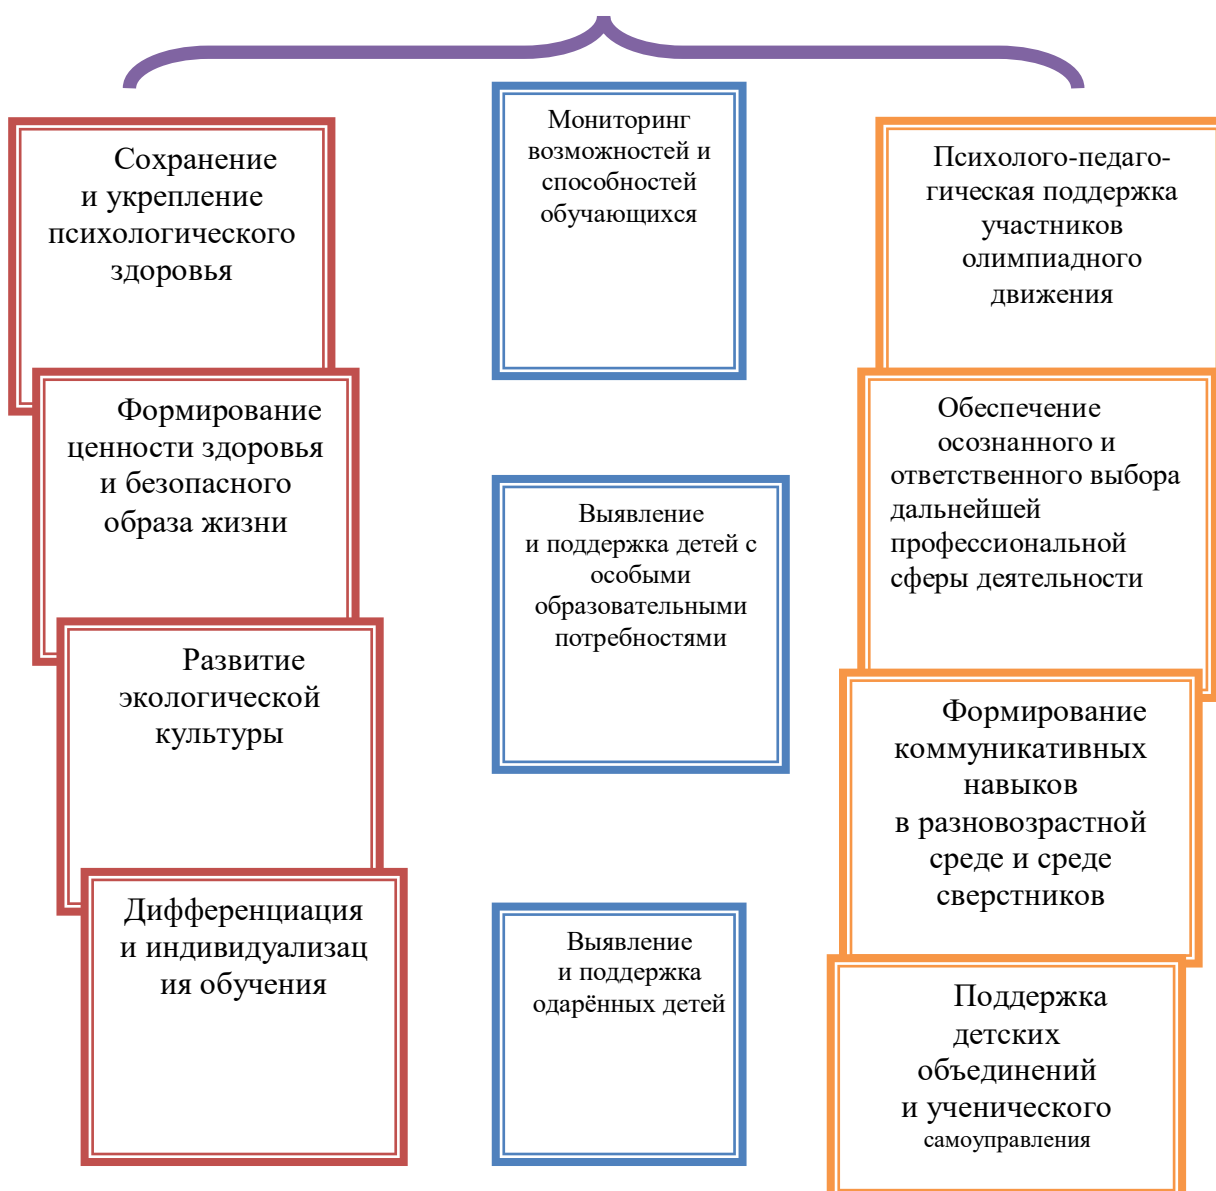 Сохранение
и укрепление
психологического
здоровья
Формирование
ценности здоровья
и безопасного
образа жизни
Развитие
экологической
культуры
Дифференциация
и индивидуализац
ия обучения
Мониторинг
возможностей и
способностей
обучающихся
Выявление
и поддержка детей с
особыми
образовательными
потребностями
Выявление
и поддержка
одарённых детей
Психолого-педаго-
гическая поддержка
участников
олимпиадного
движения
Обеспечение
осознанного и
ответственного выбора
дальнейшей
профессиональной
сферы деятельности
Формирование
коммуникативных
навыков
в разновозрастной
среде и среде
сверстников
Поддержка
детских
объединений
и ученического
самоуправления